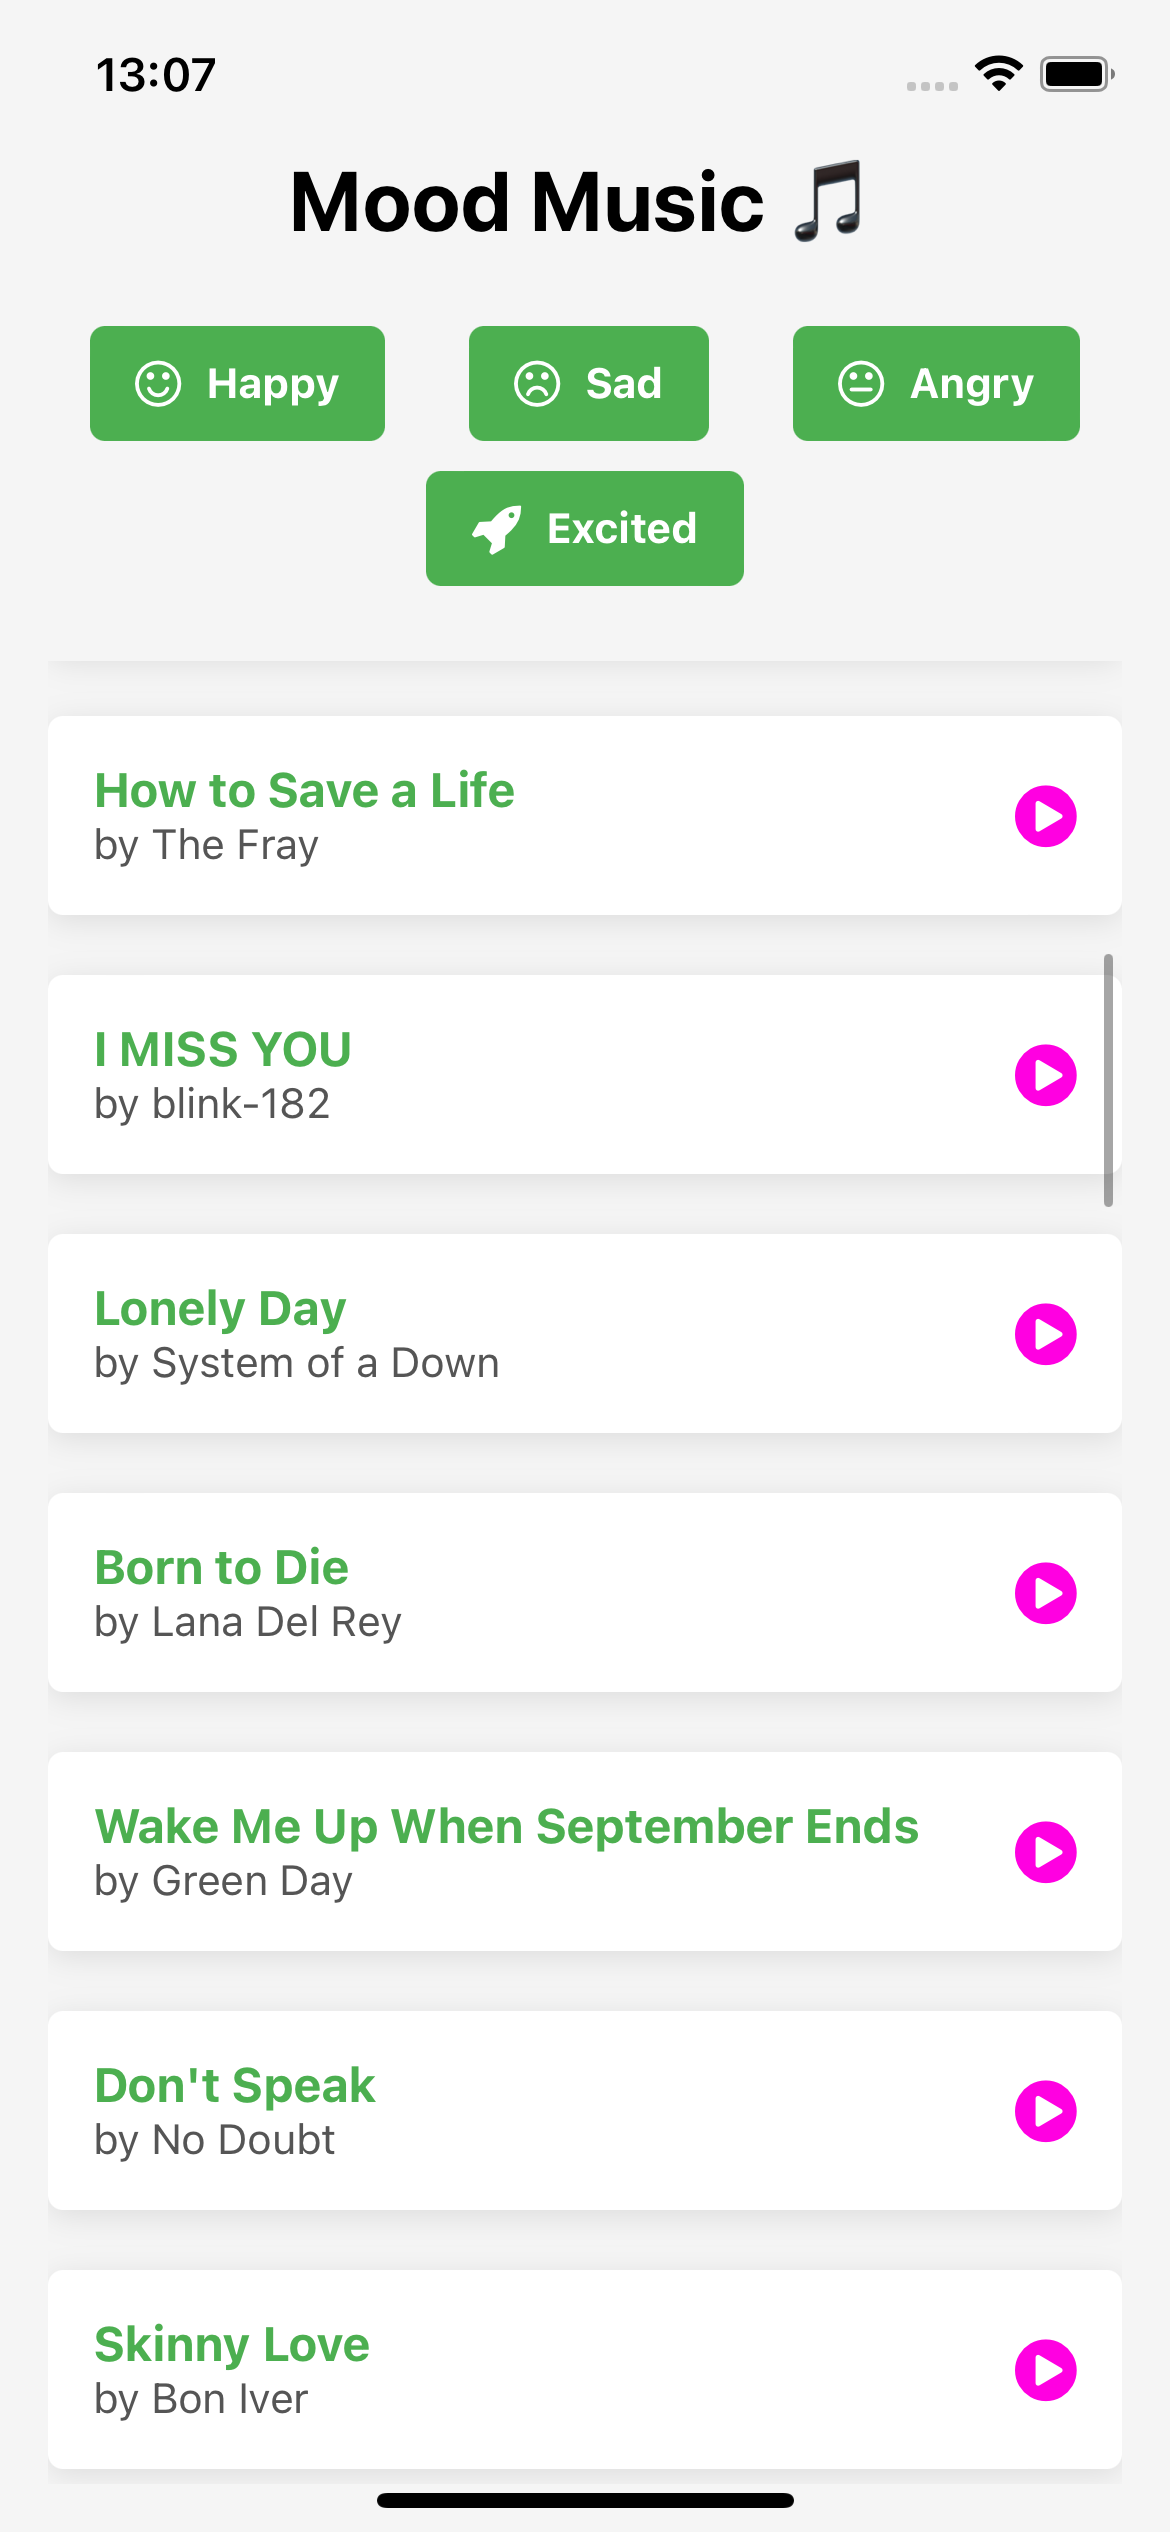 13:07
Mood Music 🎵
Happy
Sad
Angry
Excited
How to Save a Life
by The Fray
I MISS YOU
by blink-182
Lonely Day
by System of a Down
Born to Die
by Lana Del Rey
Wake Me Up When September Ends
by Green Day
Don't Speak
by No Doubt
Skinny Love
by Bon Iver